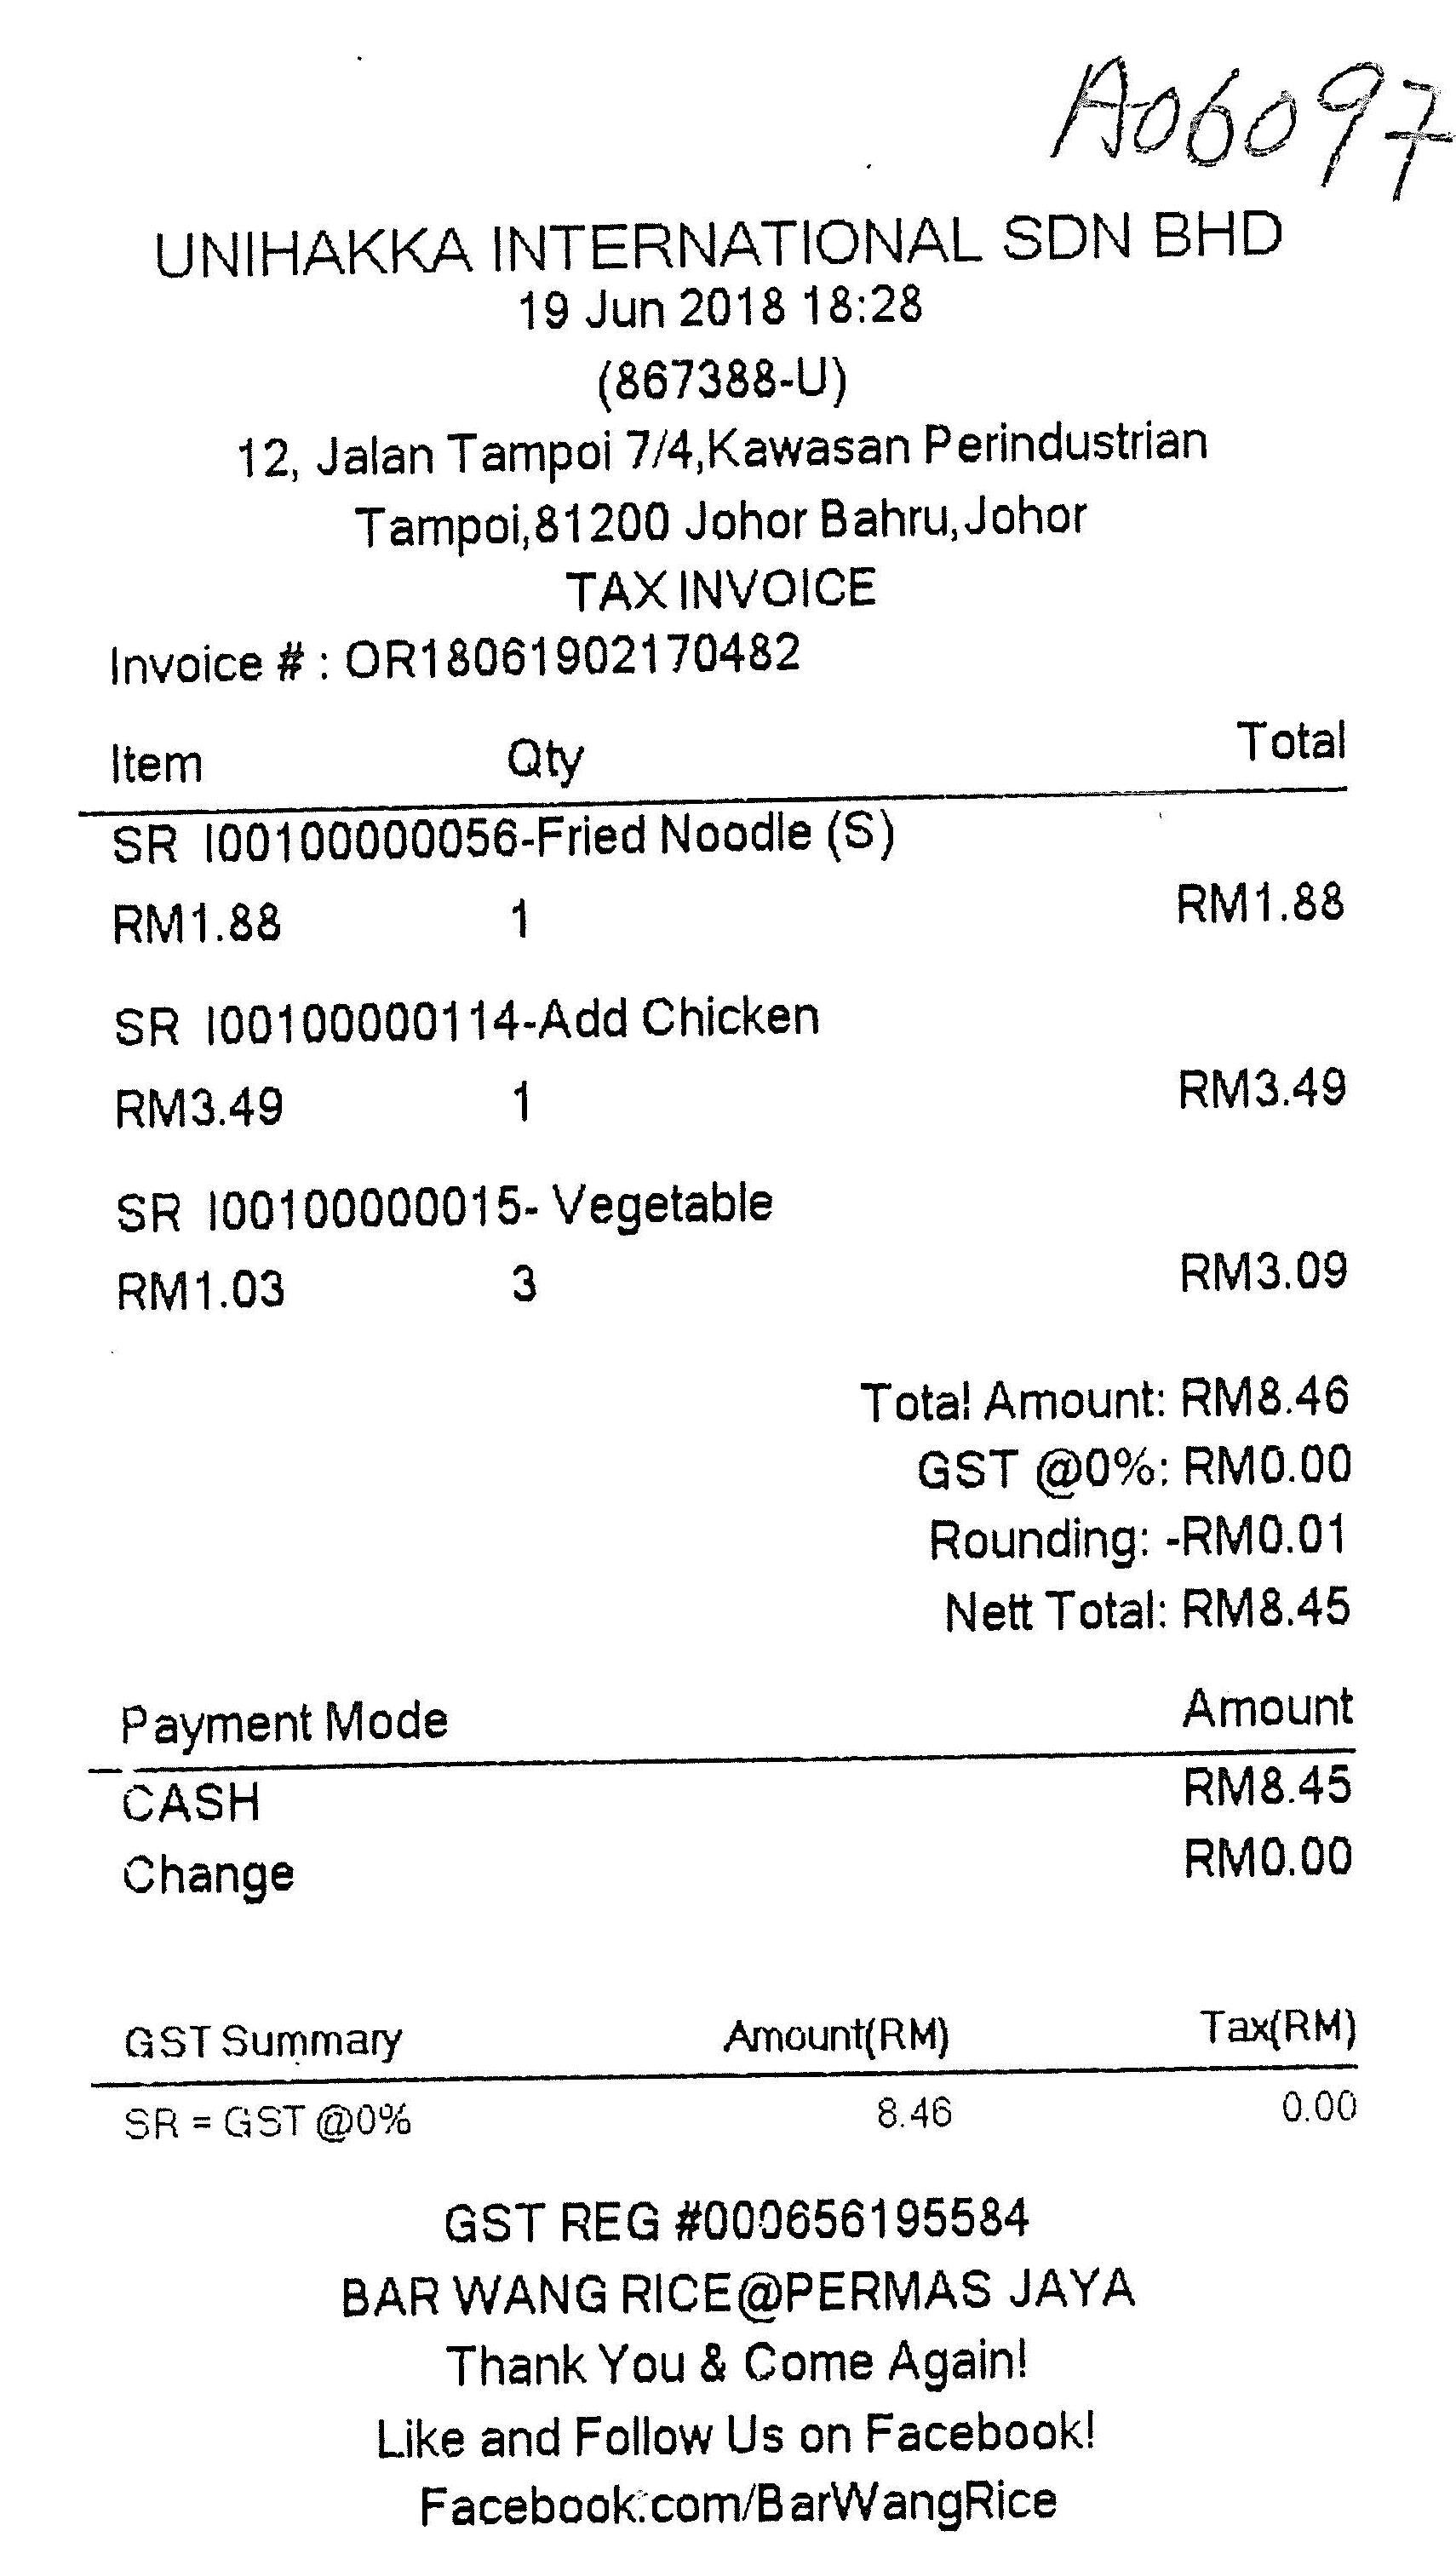 A06097
UNIHAKKA INTERNATIONAL SDN BHD
19 Jun 2018 18:28
(867388-U)
12, Jalan Tampoi 7/4,Kawasan Perindustrian
Tampoi,81200 Johor Bahru,Johor
TAX INVOICE
Invoice # : OR18061902170482
Item Qty Total
SR I00100000056-Fried Noodle (S)
RM1.88 1 RM1.88
SR I00100000114-Add Chicken
RM3.49 1 RM3.49
SR I00100000015- Vegetable
RM1.03 3 RM3.09
Total Amount: RM8.46
GST @0%: RM0.00
Rounding: -RM0.01
Nett Total: RM8.45
Payment Mode Amount
CASH RM8.45
Change RM0.00
GST Summary Amount(RM) Tax(RM)
SR = GST @0% 8.46 0.00
GST REG #000656195584
BAR WANG RICE@PERMAS JAYA
Thank You & Come Again!
Like and Follow Us on Facebook!
Facebook.com/BarWangRice